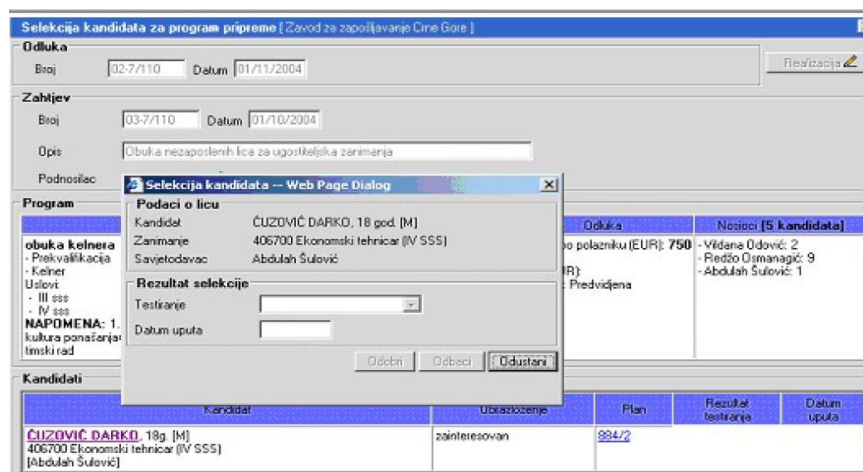 Selekcija kandidata za program pripreme [ Zavod za zapošljavanje Crne Gore ]
Odluka
Broj 02-7/110 Datum 01/11/2004
Realizacija
Zahtjev
Broj 03-7/110 Datum 01/10/2004
Opis Obuka nezaposlenih lica za ugostiteljska zanimanja
Podnosilac
Selekcija kandidata -- Web Page Dialog
Podaci o licu
Kandidat ĆUZOVIĆ DARKO, 18 god. [M]
Zanimanje 406700 Ekonomski tehnicar (IV SSS)
Savjetodavac Abdulah Šulović
Rezultat selekcije
Testiranje
Datum uputa
Odobri Odbaci Odustani
Program
Odluka Nosioci [5 kandidata]
obuka kelnera
- Prekvalifikacija
- Kelner
Uslovi:
- III sss
- IV sss
NAPOMENA: 1.
kultura ponašanja
timski rad
po polazniku (EUR): 750
Predvidjena
- Vildana Odović: 2
- Redžo Osmanagić: 9
- Abdulah Šulović: 1
Kandidati
Kandidat Obrazloženje Plan Rezultat testiranja Datum uputa
ĆUZOVIĆ DARKO, 18g. [M] zainteresovan 884/2
406700 Ekonomski tehnicar (IV SSS)
[Abdulah Šulović]